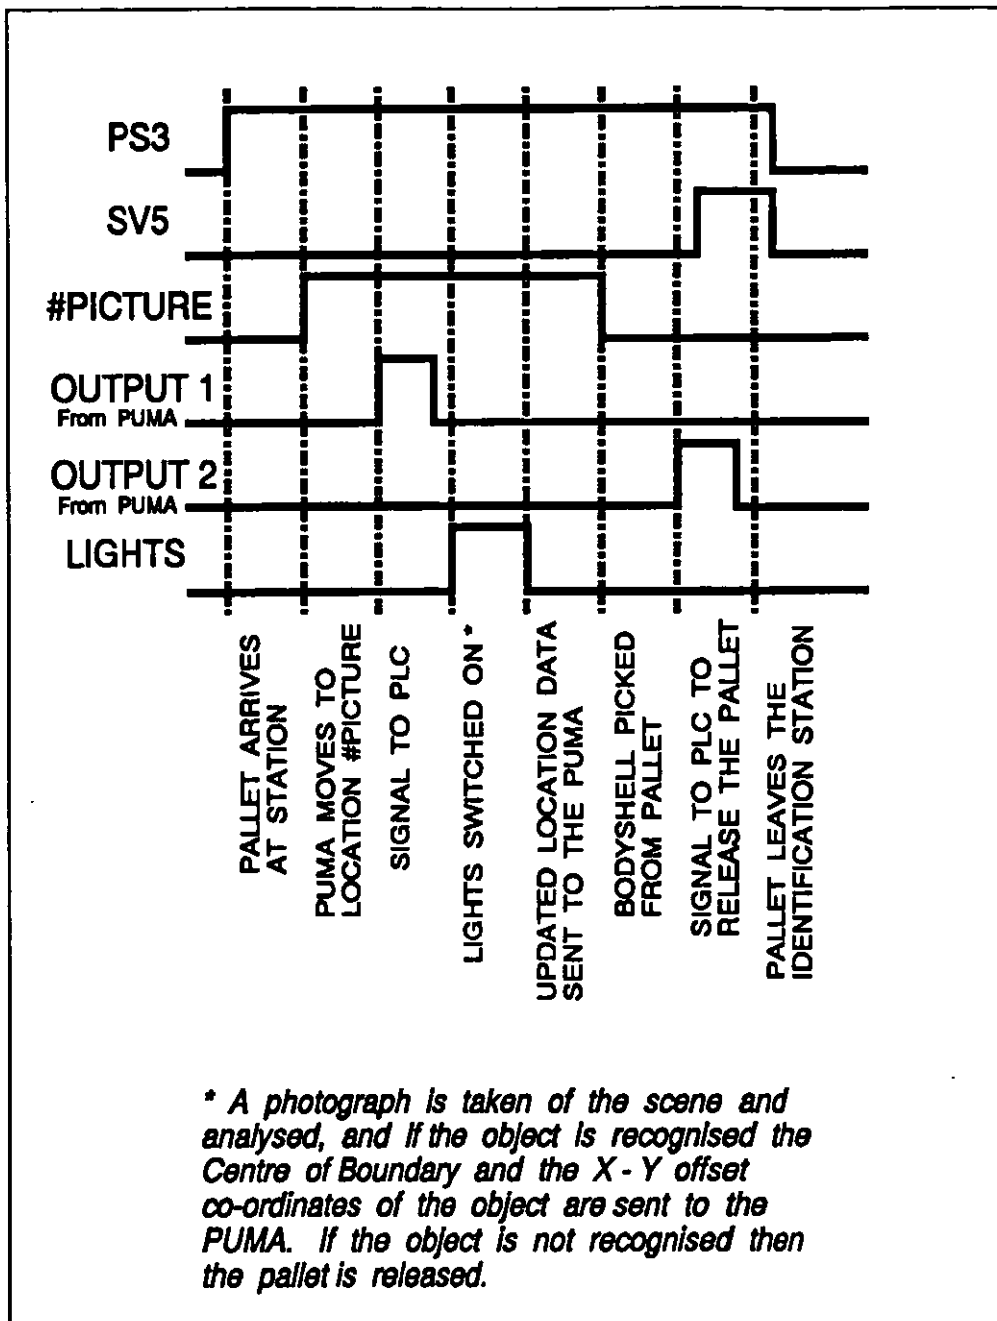 PS3
SV5
#PICTURE
OUTPUT 1
From PUMA
OUTPUT 2
From PUMA
LIGHTS
PALLET ARRIVES
AT STATION
PUMA MOVES TO
LOCATION #PICTURE
SIGNAL TO PLC
LIGHTS SWITCHED ON *
UPDATED LOCATION DATA
SENT TO THE PUMA
BODYSHELL PICKED
FROM PALLET
SIGNAL TO PLC TO
RELEASE THE PALLET
PALLET LEAVES THE
IDENTIFICATION STATION
* A photograph is taken of the scene and
analysed, and if the object is recognised the
Centre of Boundary and the X - Y offset
co-ordinates of the object are sent to the
PUMA. If the object is not recognised then
the pallet is released.